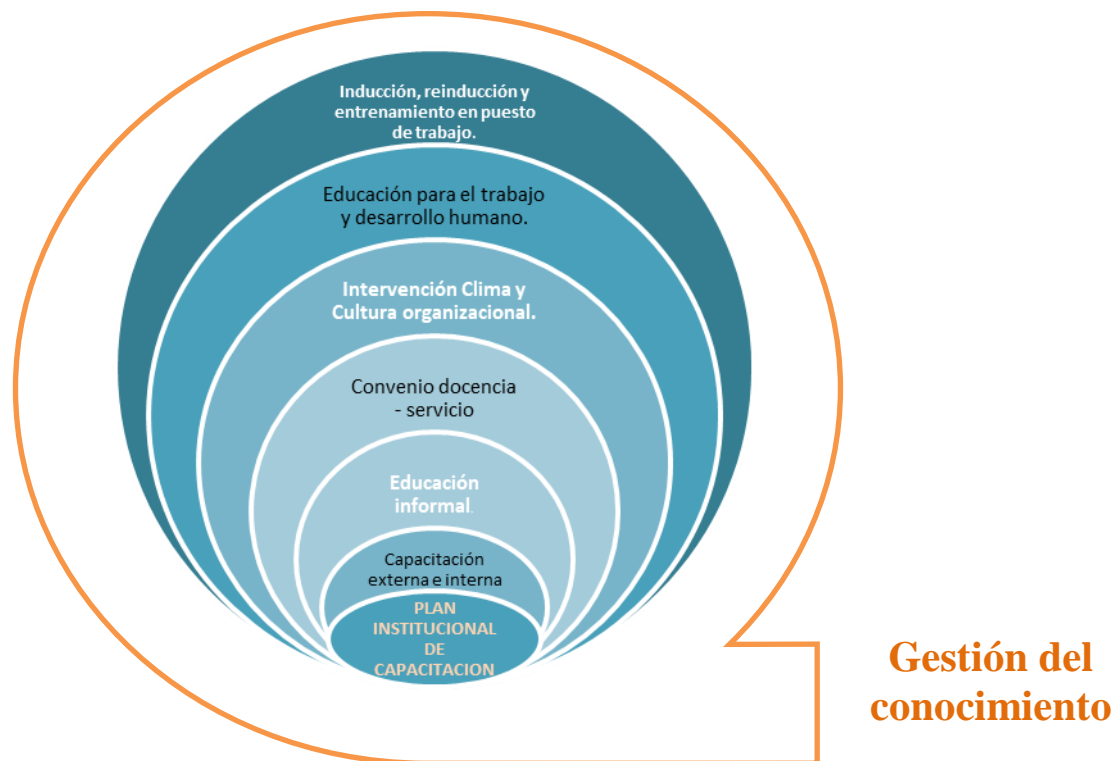 Inducción, reinducción y
entrenamiento en puesto
de trabajo.
Educación para el trabajo
y desarrollo humano.
Intervención Clima y
Cultura organizacional.
Convenio docencia
- servicio
Educación
informal.
Capacitación
externa e interna
PLAN
INSTITUCIONAL
DE
CAPACITACION
Gestión del
conocimiento